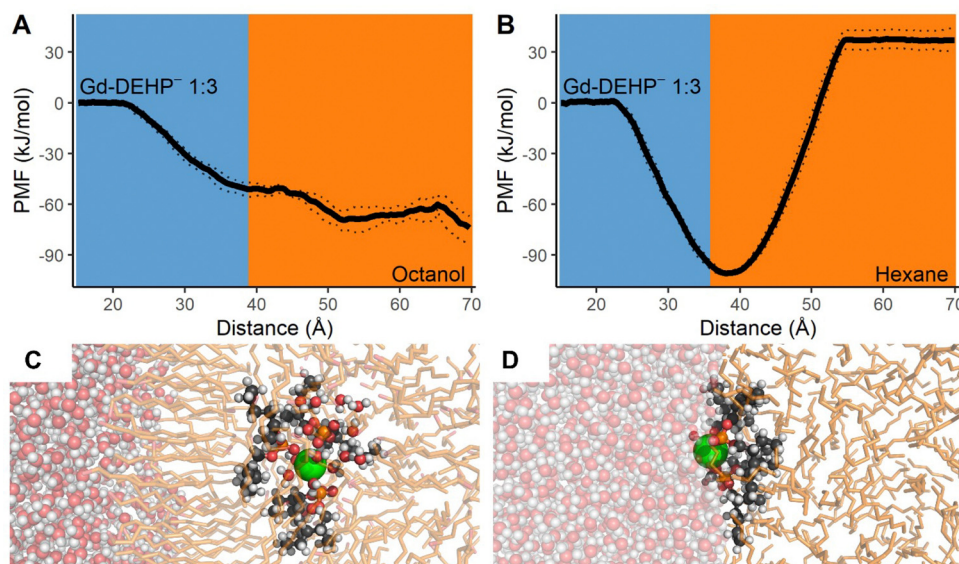 A
B
30
0
-30
-60
-90
PMF (kJ/mol)
Gd-DEHP⁻ 1:3
Octanol
20
30
40
50
60
70
Distance (Å)
30
0
-30
-60
-90
PMF (kJ/mol)
Gd-DEHP⁻ 1:3
Hexane
20
30
40
50
60
70
Distance (Å)
C
D